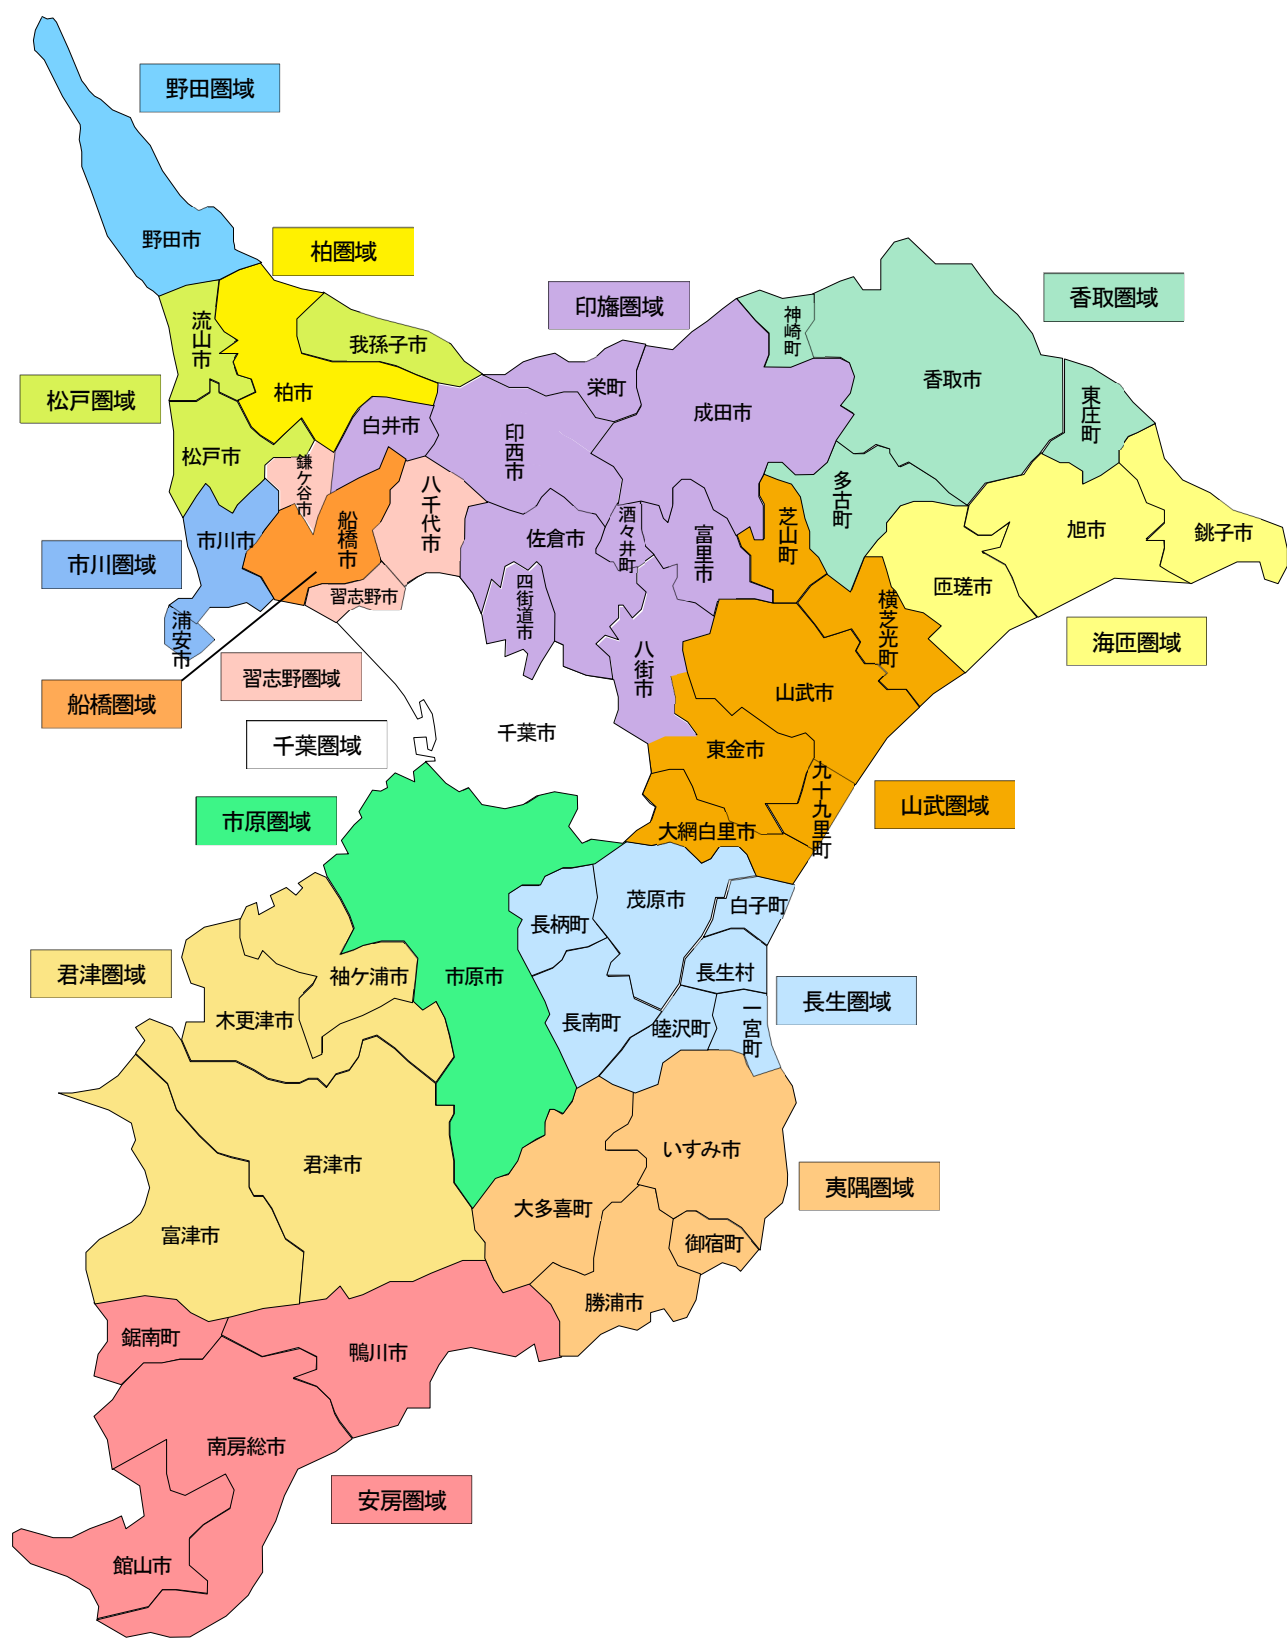 野田圏域
野田市
柏圏域
流山市
我孫子市
印旛圏域
神崎町
香取圏域
香取市
松戸圏域
柏市
栄町
成田市
東庄町
白井市
印西市
松戸市
鎌ケ谷市
八千代市
多古町
船橋市
佐倉市
酒々井町
富里市
芝山町
旭市
銚子市
市川市
市川圏域
四街道市
習志野市
匝瑳市
横芝光町
浦安市
海匝圏域
習志野圏域
八街市
山武市
船橋圏域
千葉圏域
千葉市
東金市
九十九里町
山武圏域
市原圏域
大網白里市
茂原市
白子町
長柄町
君津圏域
袖ケ浦市
市原市
長生村
長生圏域
木更津市
長南町
睦沢町
一宮町
君津市
いすみ市
夷隅圏域
富津市
大多喜町
御宿町
勝浦市
鋸南町
鴨川市
南房総市
安房圏域
館山市